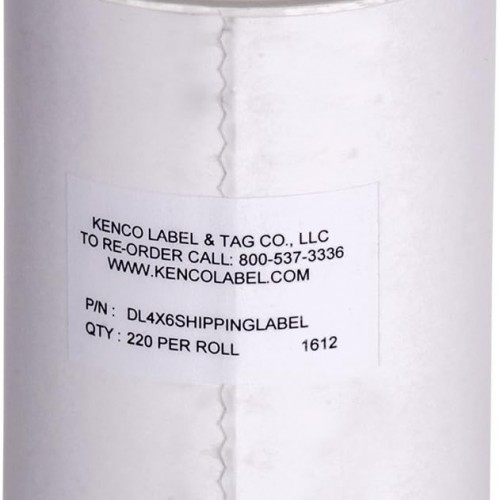 KENCO LABEL & TAG CO., LLC
TO RE-ORDER CALL: 800-537-3336
WWW.KENCOLABEL.COM
P/N : DL4X6SHIPPINGLABEL
QTY : 220 PER ROLL 1612